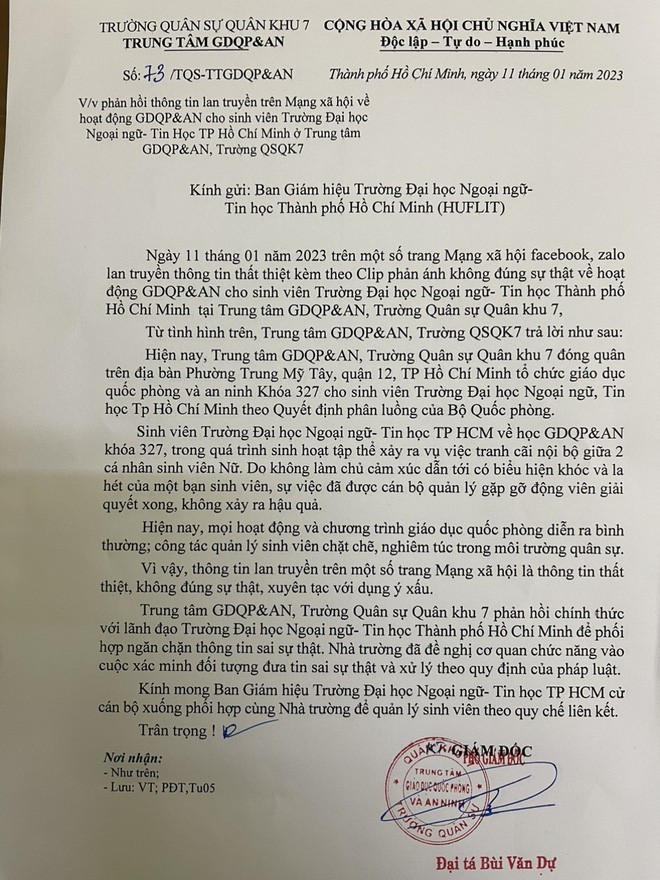 TRƯỜNG QUÂN SỰ QUÂN KHU 7
TRUNG TÂM GDQP&AN
CỘNG HÒA XÃ HỘI CHỦ NGHĨA VIỆT NAM
Độc lập – Tự do – Hạnh phúc
Số: 73 /TQS-TTGDQP&AN
Thành phố Hồ Chí Minh, ngày 11 tháng 01 năm 2023
V/v phản hồi thông tin lan truyền trên Mạng xã hội về
hoạt động GDQP&AN cho sinh viên Trường Đại học
Ngoại ngữ- Tin Học TP Hồ Chí Minh ở Trung tâm
GDQP&AN, Trường QSQK7
Kính gửi: Ban Giám hiệu Trường Đại học Ngoại ngữ-
Tin học Thành phố Hồ Chí Minh (HUFLIT)
Ngày 11 tháng 01 năm 2023 trên một số trang Mạng xã hội facebook, zalo
lan truyền thông tin thất thiệt kèm theo Clip phản ánh không đúng sự thật về hoạt
động GDQP&AN cho sinh viên Trường Đại học Ngoại ngữ- Tin học Thành phố
Hồ Chí Minh tại Trung tâm GDQP&AN, Trường Quân sự Quân khu 7,
Từ tình hình trên, Trung tâm GDQP&AN, Trường QSQK7 trả lời như sau:
Hiện nay, Trung tâm GDQP&AN, Trường Quân sự Quân khu 7 đóng quân
trên địa bàn Phường Trung Mỹ Tây, quận 12, TP Hồ Chí Minh tổ chức giáo dục
quốc phòng và an ninh Khóa 327 cho sinh viên Trường Đại học Ngoại ngữ, Tin
học Tp Hồ Chí Minh theo Quyết định phân luồng của Bộ Quốc phòng.
Sinh viên Trường Đại học Ngoại ngữ- Tin học TP HCM về học GDQP&AN
khóa 327, trong quá trình sinh hoạt tập thể xảy ra vụ việc tranh cãi nội bộ giữa 2
cá nhân sinh viên Nữ. Do không làm chủ cảm xúc dẫn tới có biểu hiện khóc và la
hét của một bạn sinh viên, sự việc đã được cán bộ quản lý gặp gỡ động viên giải
quyết xong, không xảy ra hậu quả.
Hiện nay, mọi hoạt động và chương trình giáo dục quốc phòng diễn ra bình
thường; công tác quản lý sinh viên chặt chẽ, nghiêm túc trong môi trường quân sự.
Vì vậy, thông tin lan truyền trên một số trang Mạng xã hội là thông tin thất
thiệt, không đúng sự thật, xuyên tạc với dụng ý xấu.
Trung tâm GDQP&AN, Trường Quân sự Quân khu 7 phản hồi chính thức
với lãnh đạo Trường Đại học Ngoại ngữ- Tin học Thành phố Hồ Chí Minh để phối
hợp ngăn chặn thông tin sai sự thật. Nhà trường đã đề nghị cơ quan chức năng vào
cuộc xác minh đối tượng đưa tin sai sự thật và xử lý theo quy định của pháp luật.
Kính mong Ban Giám hiệu Trường Đại học Ngoại ngữ- Tin học TP HCM cử
cán bộ xuống phối hợp cùng Nhà trường để quản lý sinh viên theo quy chế liên kết.
Trân trọng !
Nơi nhận:
- Như trên;
- Lưu: VT; PĐT,Tu05
GIÁM ĐỐC
PHÓ GIÁM ĐỐC
QUÂN KHU 7
TRUNG TÂM
GIÁO DỤC QUỐC PHÒNG
VÀ AN NINH
TRƯỜNG QUÂN SỰ
Đại tá Bùi Văn Dự